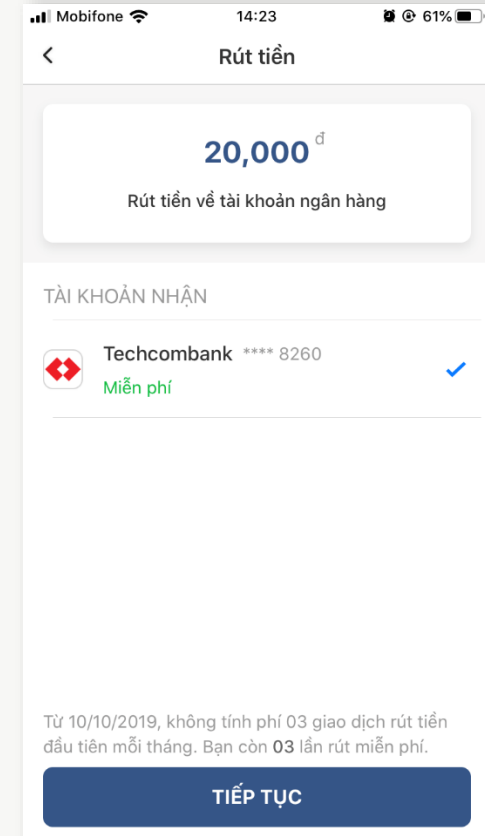 Mobifone 14:23 61%
Rút tiền
20,000 đ
Rút tiền về tài khoản ngân hàng
TÀI KHOẢN NHẬN
Techcombank **** 8260
Miễn phí
Từ 10/10/2019, không tính phí 03 giao dịch rút tiền
đầu tiên mỗi tháng. Bạn còn 03 lần rút miễn phí.
TIẾP TỤC